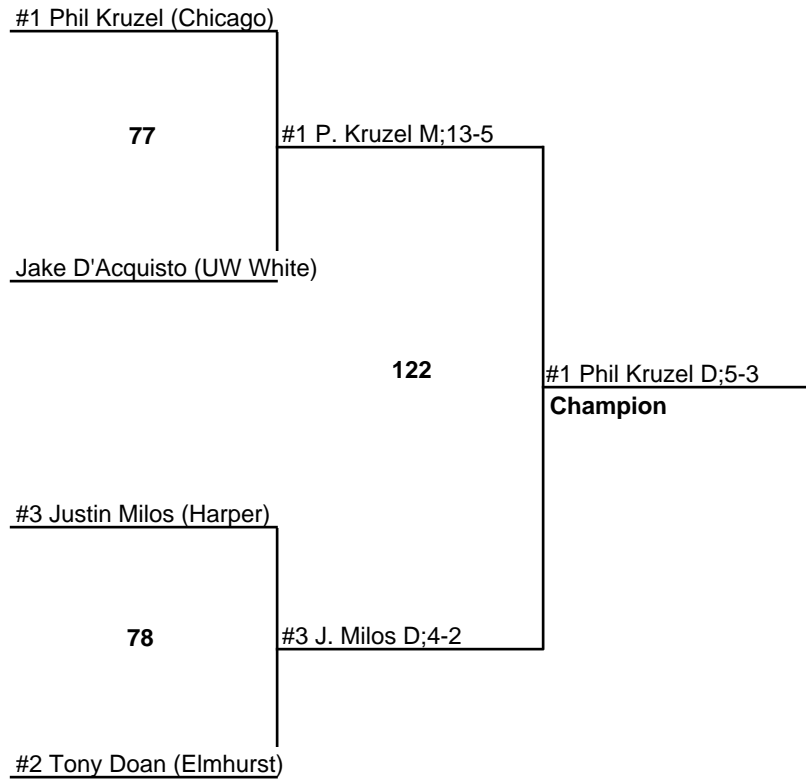 #1 Phil Kruzel (Chicago)
77
#1 P. Kruzel M;13-5
Jake D'Acquisto (UW White)
122
#1 Phil Kruzel D;5-3
Champion
#3 Justin Milos (Harper)
78
#3 J. Milos D;4-2
#2 Tony Doan (Elmhurst)